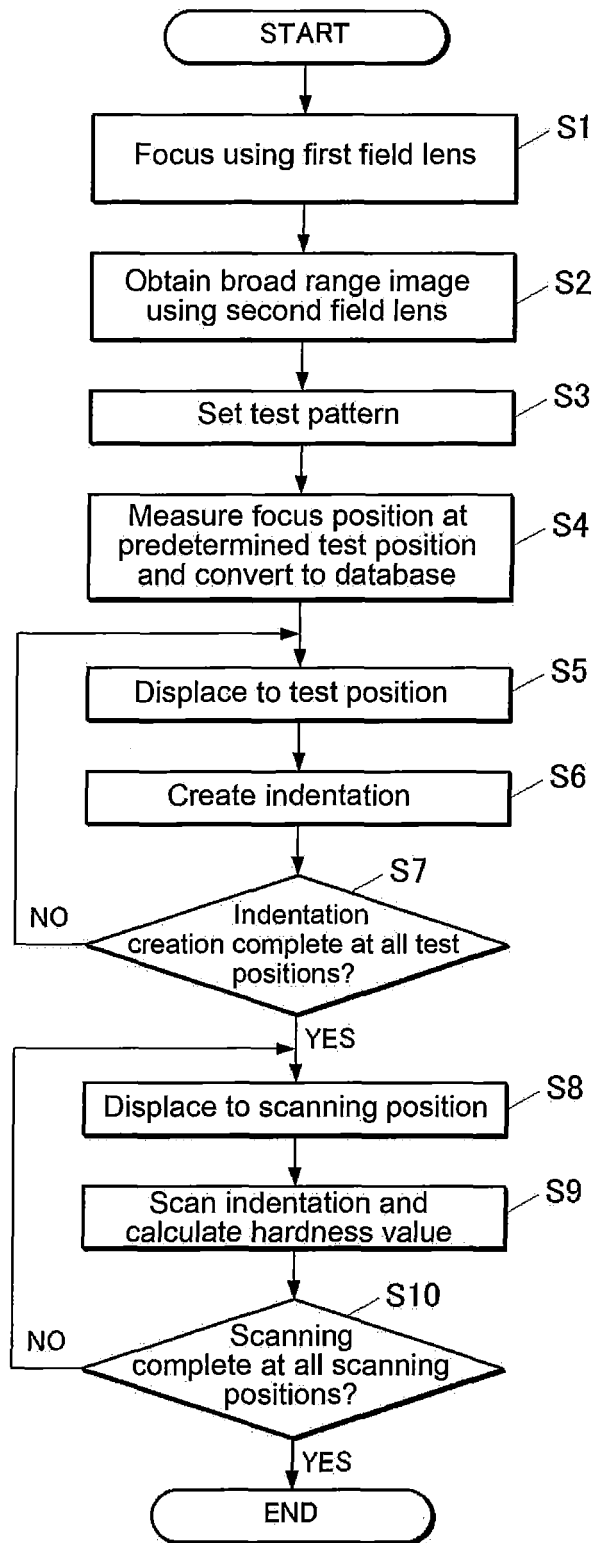 START
S1
Focus using first field lens
S2
Obtain broad range image
using second field lens
S3
Set test pattern
S4
Measure focus position at
predetermined test position
and convert to database
S5
Displace to test position
S6
Create indentation
S7
NO
Indentation
creation complete at all test
positions?
YES
S8
Displace to scanning position
S9
Scan indentation and
calculate hardness value
S10
NO
Scanning
complete at all scanning
positions?
YES
END